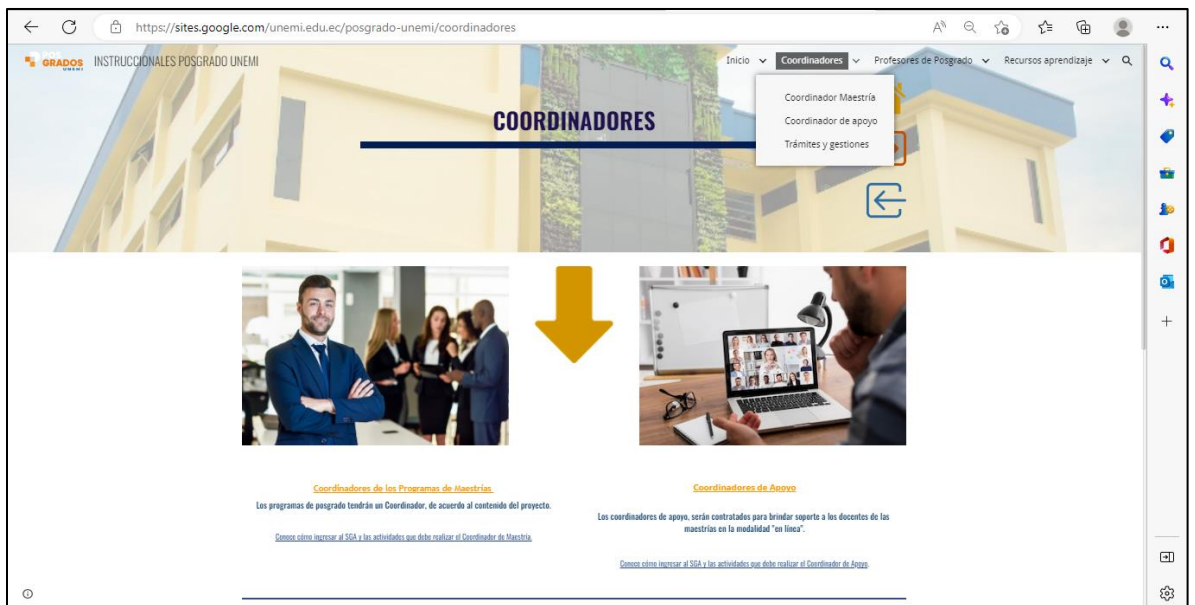 https://sites.google.com/unemi.edu.ec/posgrado-unemi/coordinadores
POS
GRADOS
UNEMI
INSTRUCCIONALES POSGRADO UNEMI
Inicio
Coordinadores
Profesores de Posgrado
Recursos aprendizaje
Coordinador Maestría
Coordinador de apoyo
Trámites y gestiones
COORDINADORES
Coordinadores de los Programas de Maestrías
Los programas de posgrado tendrán un Coordinador, de acuerdo al contenido del proyecto.
Conoce cómo ingresar al SGA y las actividades que debe realizar el Coordinador de Maestría.
Coordinadores de Apoyo
Los coordinadores de apoyo, serán contratados para brindar soporte a los docentes de las
maestrías en la modalidad "en línea".
Conoce cómo ingresar al SGA y las actividades que debe realizar el Coordinador de Apoyo.